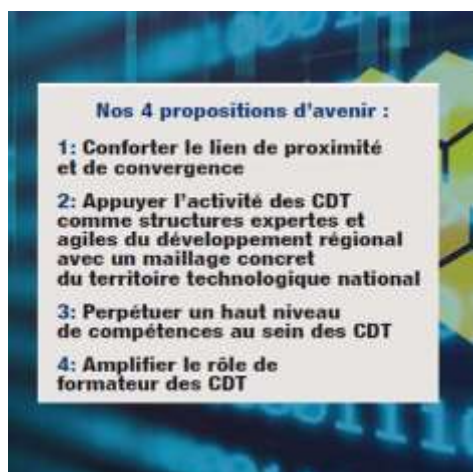 Nos 4 propositions d'avenir :
1: Conforter le lien de proximité
et de convergence
2: Appuyer l'activité des CDT
comme structures expertes et
agiles du développement régional
avec un maillage concret
du territoire technologique national
3: Perpétuer un haut niveau
de compétences au sein des CDT
4: Amplifier le rôle de
formateur des CDT